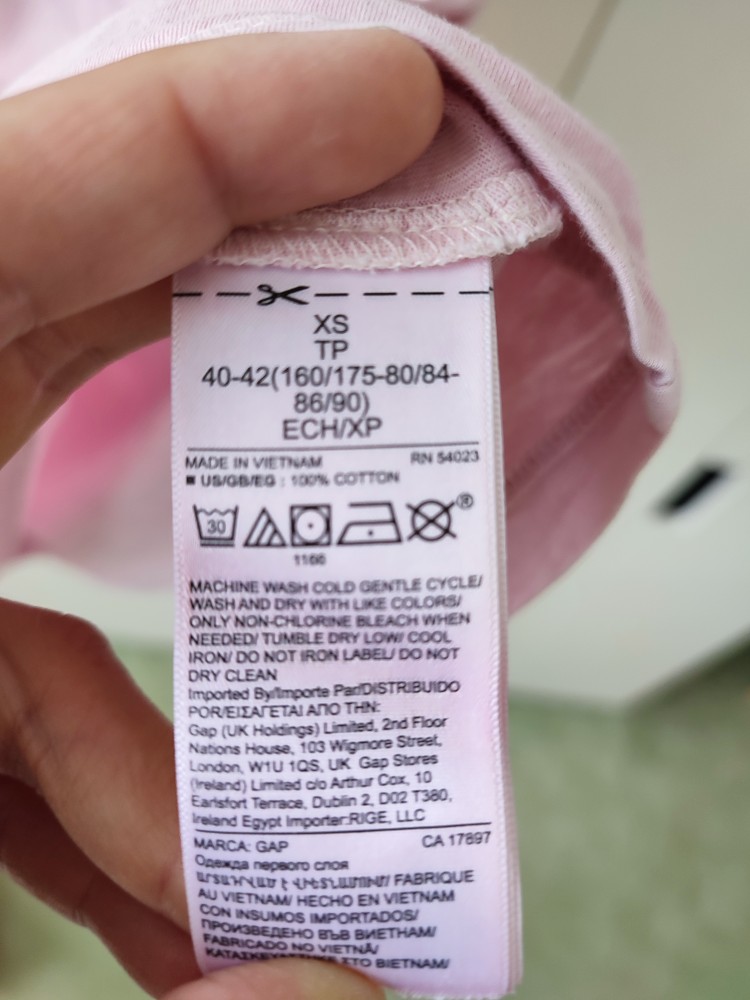 XS
TP
40-42(160/175-80/84-
86/90)
ECH/XP
MADE IN VIETNAM RN 54023
US/GB/EG : 100% COTTON
30
®
1166
MACHINE WASH COLD GENTLE CYCLE/
WASH AND DRY WITH LIKE COLORS/
ONLY NON-CHLORINE BLEACH WHEN
NEEDED/ TUMBLE DRY LOW/ COOL
IRON/ DO NOT IRON LABEL/ DO NOT
DRY CLEAN
Imported By/Importe Par/DISTRIBUIDO
POR/ΕΙΣΑΓΕΤΑΙ ΑΠΟ ΤΗΝ:
Gap (UK Holdings) Limited, 2nd Floor
Nations House, 103 Wigmore Street,
London, W1U 1QS, UK Gap Stores
(Ireland) Limited c/o Arthur Cox, 10
Earlsfort Terrace, Dublin 2, D02 T380,
Ireland Egypt Importer:RIGE, LLC
MARCA: GAP CA 17897
Одежда первого слоя
ԱՐՏԱԴՐՎԱԾ Է ՎԻԵՏՆԱՄՈՒՄ/ FABRIQUE
AU VIETNAM/ HECHO EN VIETNAM
CON INSUMOS IMPORTADOS/
ПРОИЗВЕДЕНО ВЪВ ВИЕТНАМ/
FABRICADO NO VIETNÃ/
ΣΤΟ ΒΙΕΤΝΑΜ/